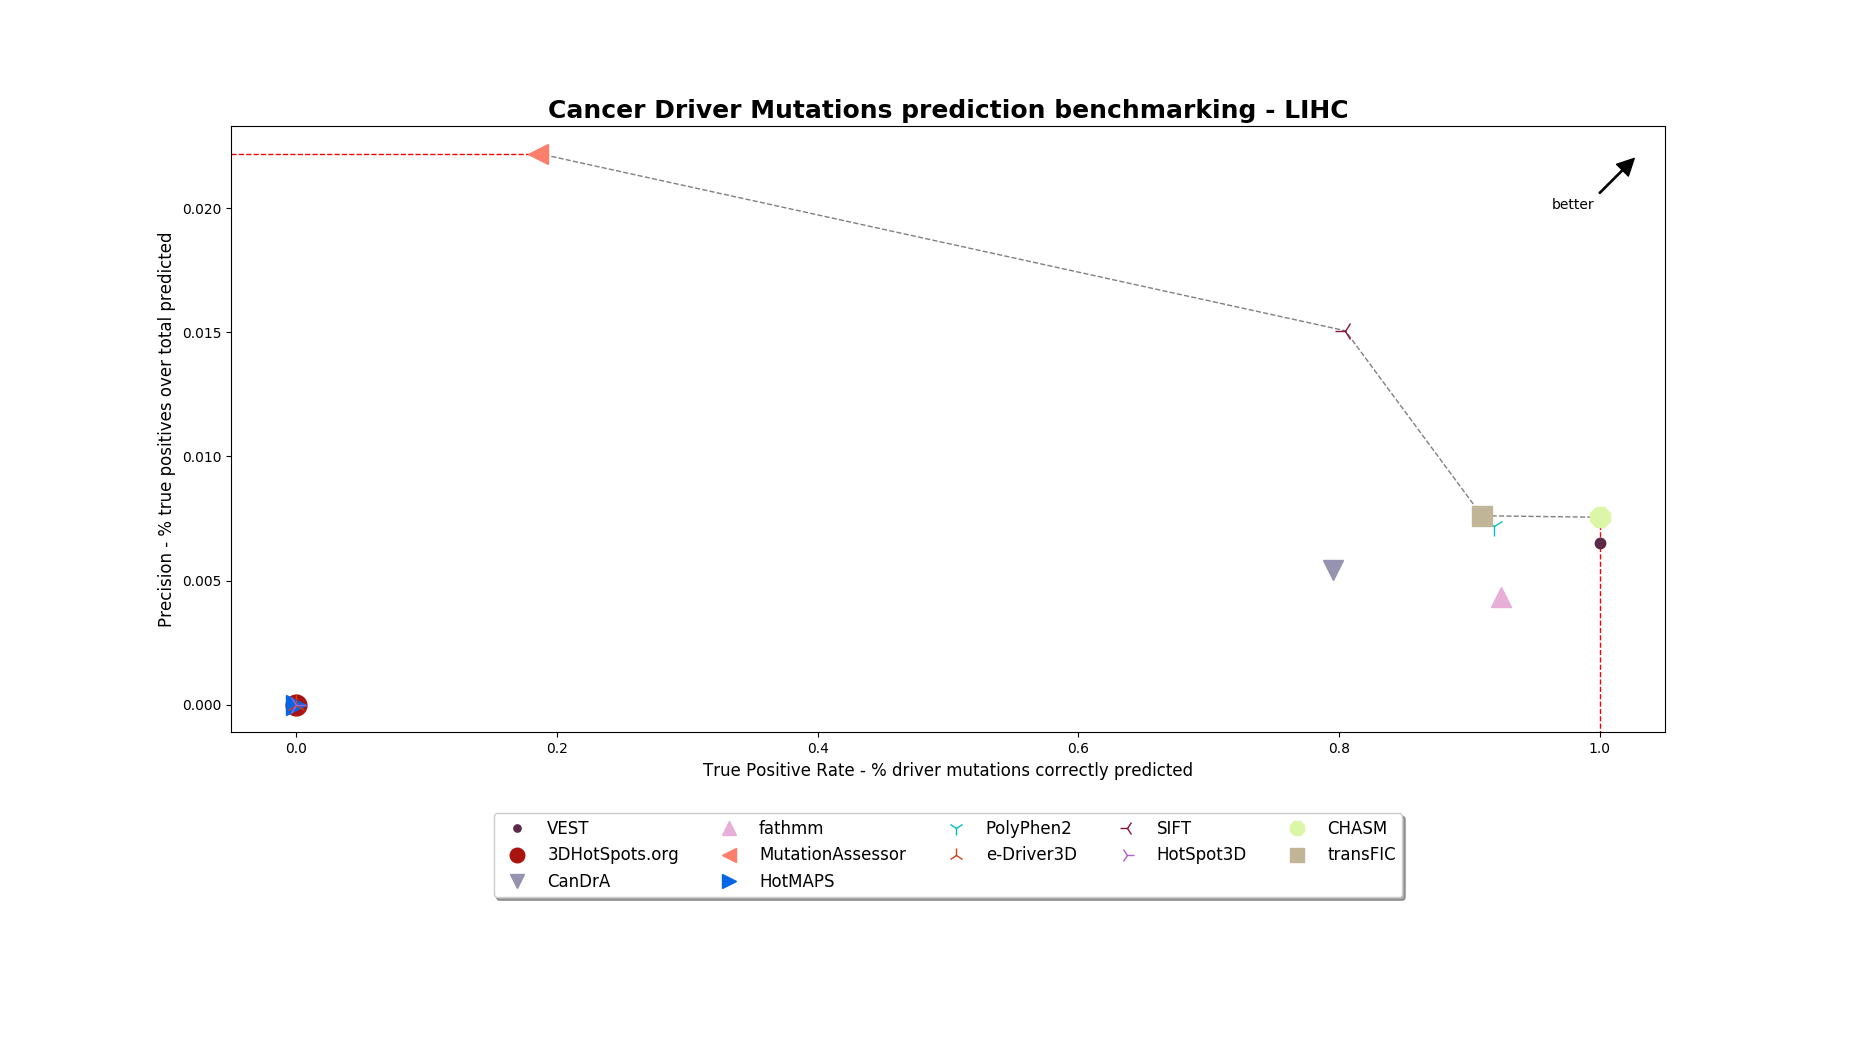 Cancer Driver Mutations prediction benchmarking - LIHC
better
Precision - % true positives over total predicted
0.020
0.015
0.010
0.005
0.000
0.0 0.2 0.4 0.6 0.8 1.0
True Positive Rate - % driver mutations correctly predicted
VEST fathmm PolyPhen2 SIFT CHASM
3DHotSpots.org MutationAssessor e-Driver3D HotSpot3D transFIC
CanDrA HotMAPS